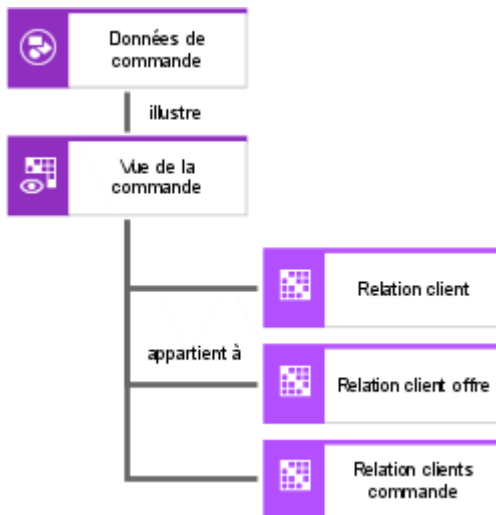 Données de
commande
illustre
Vue de la
commande
Relation client
appartient à
Relation client offre
Relation clients
commande